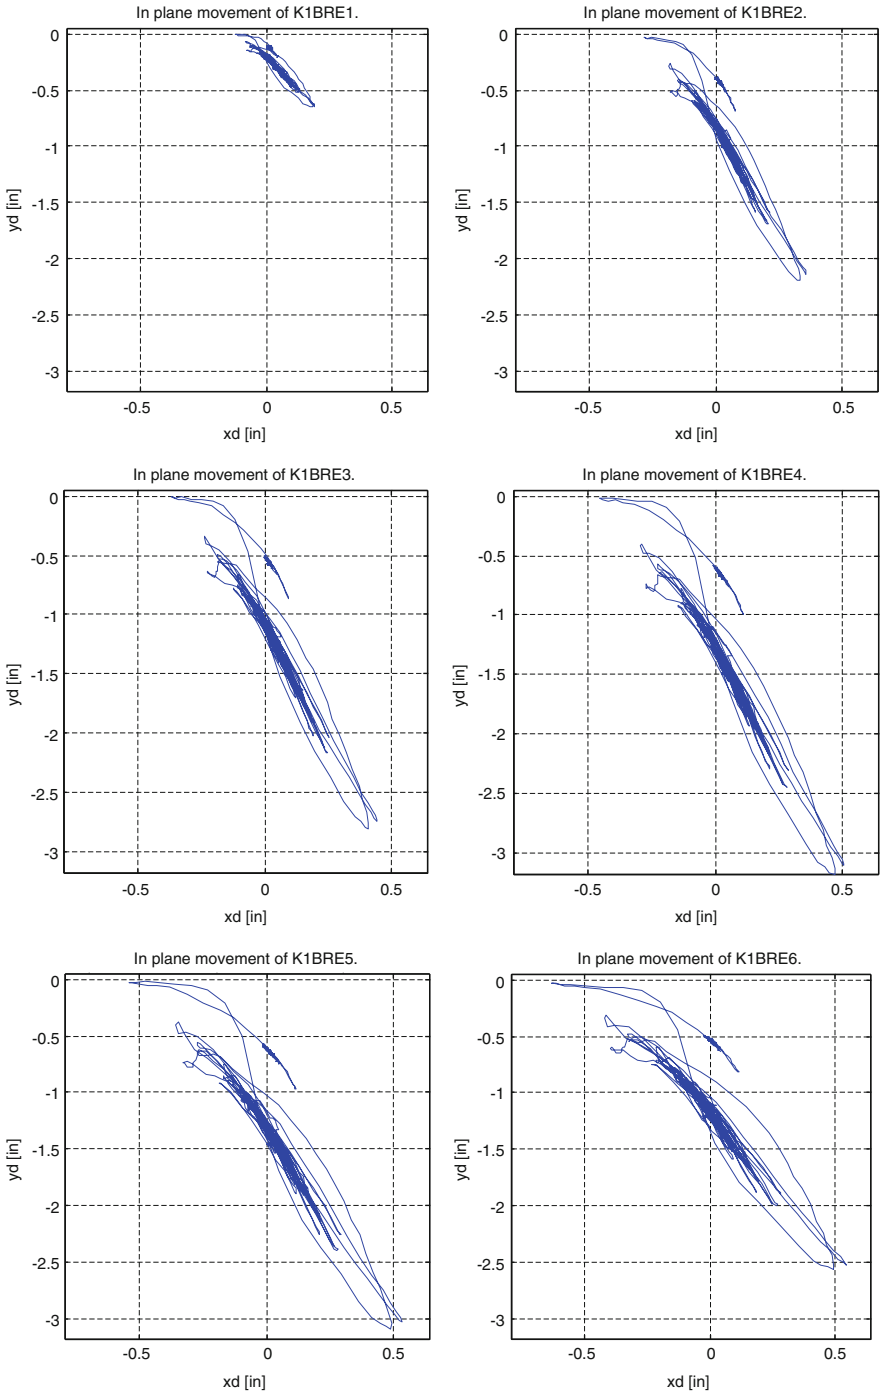 In plane movement of K1BRE1.
0
-0.5
-1
-1.5
-2
-2.5
-3
yd [in]
-0.5 0 0.5
xd [in]
In plane movement of K1BRE2.
0
-0.5
-1
-1.5
-2
-2.5
-3
yd [in]
-0.5 0 0.5
xd [in]
In plane movement of K1BRE3.
0
-0.5
-1
-1.5
-2
-2.5
-3
yd [in]
-0.5 0 0.5
xd [in]
In plane movement of K1BRE4.
0
-0.5
-1
-1.5
-2
-2.5
-3
yd [in]
-0.5 0 0.5
xd [in]
In plane movement of K1BRE5.
0
-0.5
-1
-1.5
-2
-2.5
-3
yd [in]
-0.5 0 0.5
xd [in]
In plane movement of K1BRE6.
0
-0.5
-1
-1.5
-2
-2.5
-3
yd [in]
-0.5 0 0.5
xd [in]